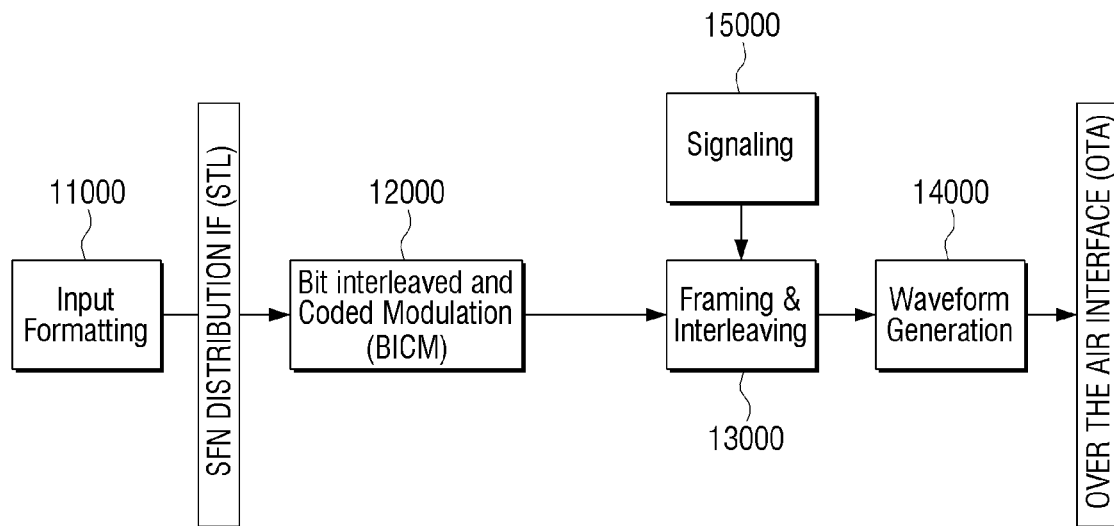 15000
Signaling
11000
Input
Formatting
SFN DISTRIBUTION IF (STL)
12000
Bit interleaved and
Coded Modulation
(BICM)
Framing &
Interleaving
13000
14000
Waveform
Generation
OVER THE AIR INTERFACE (OTA)